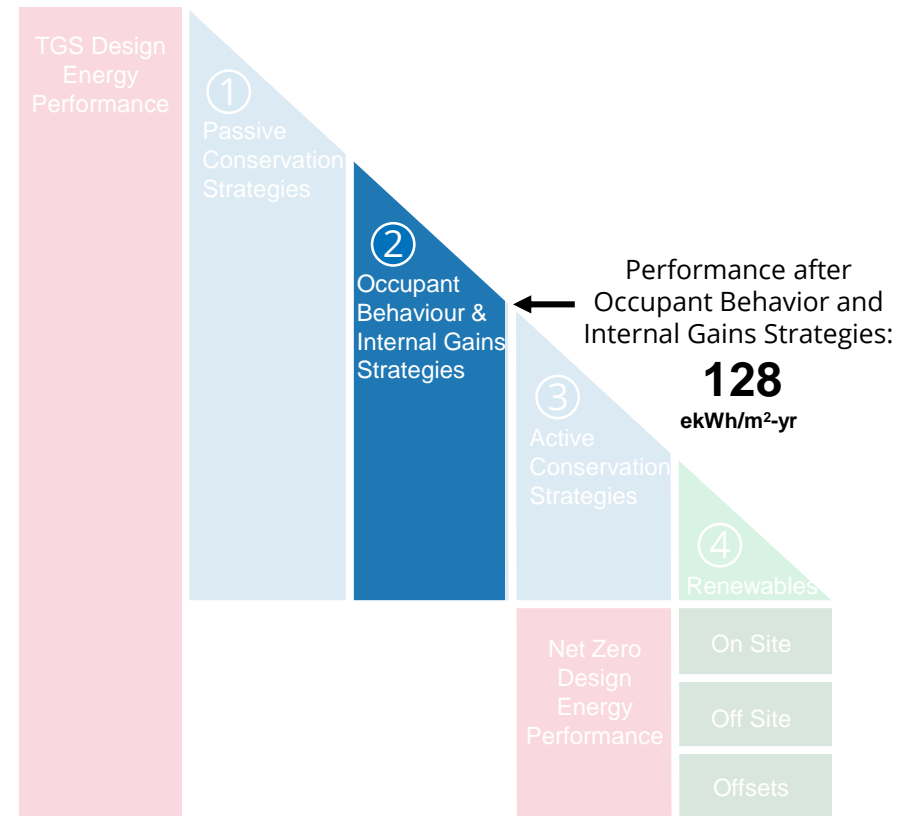 TGS Design
Energy
Performance
①
Passive
Conservation
Strategies
②
Occupant
Behaviour &
Internal Gains
Strategies
Performance after
Occupant Behavior and
Internal Gains Strategies:
128
ekWh/m²-yr
③
Active
Conservation
Strategies
④
Renewables
Net Zero
Design
Energy
Performance
On Site
Off Site
Offsets